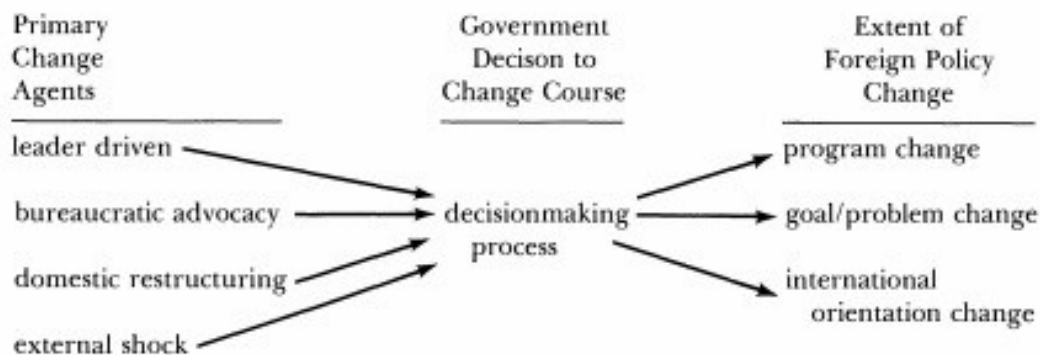 Primary
Change
Agents
Government
Decison to
Change Course
Extent of
Foreign Policy
Change
leader driven
program change
bureaucratic advocacy
decisionmaking
process
goal/problem change
domestic restructuring
international
orientation change
external shock